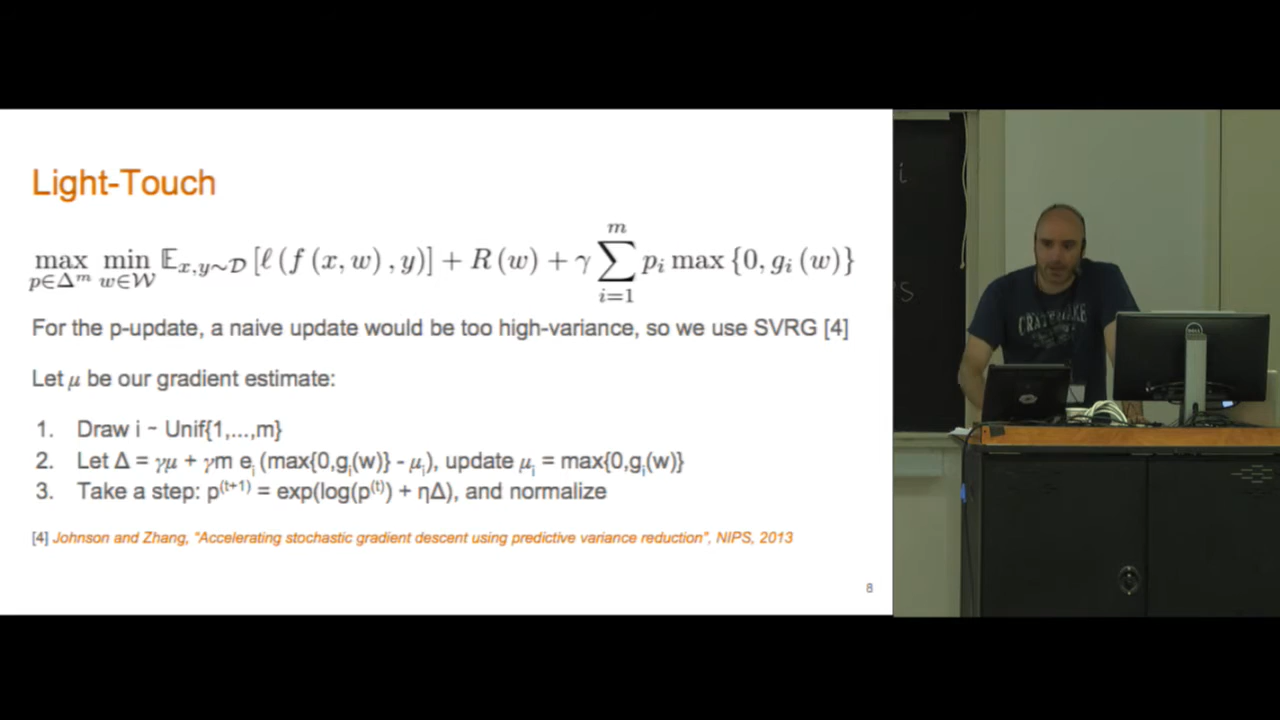 Light-Touch
max_{p∈Δ^m} min_{w∈𝒲} 𝔼_{x,y∼𝒟} [ℓ (f (x, w) , y)] + R (w) + γ ∑_{i=1}^{m} p_i max {0, g_i (w)}
For the p-update, a naive update would be too high-variance, so we use SVRG [4]
Let μ be our gradient estimate:
1. Draw i ~ Unif{1,...,m}
2. Let Δ = γμ + γm e_i (max{0,g_i(w)} - μ_i), update μ_i = max{0,g_i(w)}
3. Take a step: p^(t+1) = exp(log(p^(t)) + ηΔ), and normalize
[4] Johnson and Zhang, "Accelerating stochastic gradient descent using predictive variance reduction", NIPS, 2013
8
i
s
DELL